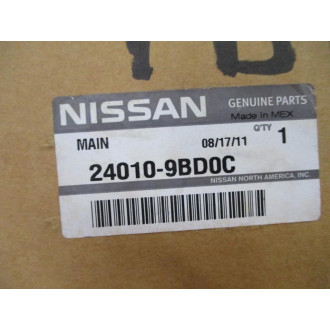 NISSAN
GENUINE PARTS
Made In MEX
MAIN
08/17/11
Q'TY
1
24010-9BD0C
NISSAN NORTH AMERICA, INC.